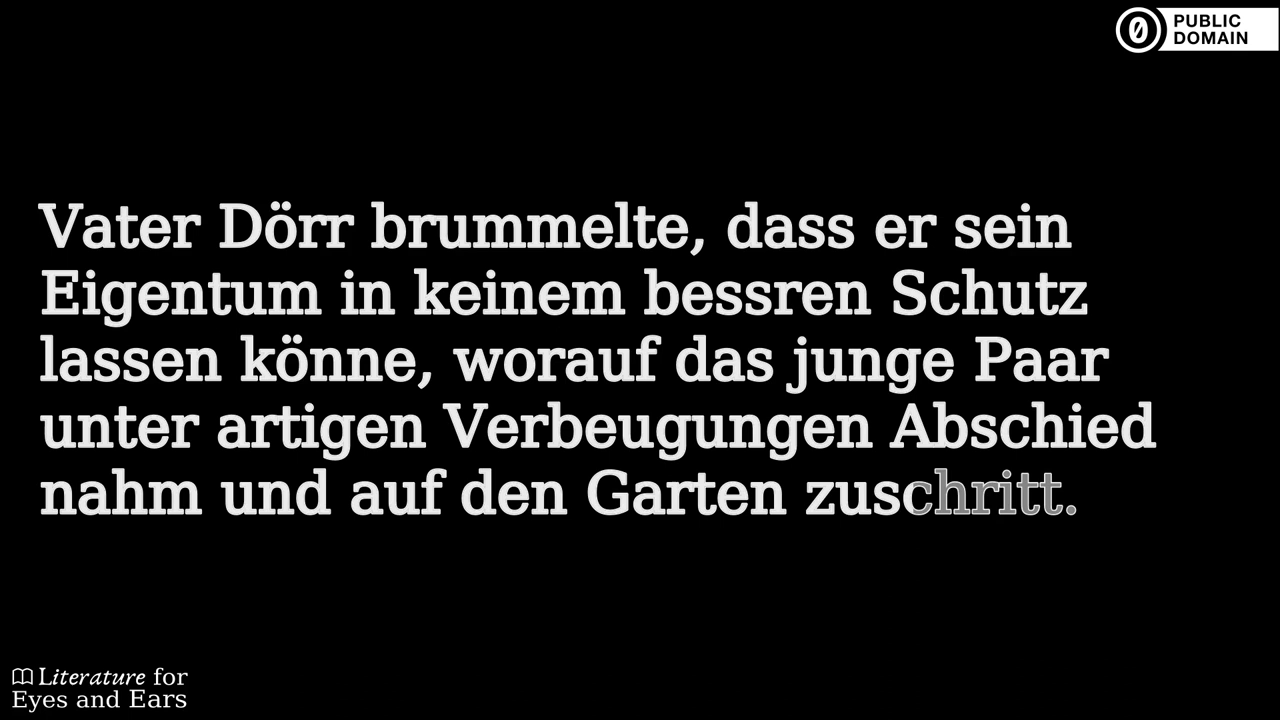 PUBLIC
DOMAIN
Vater Dörr brummelte, dass er sein
Eigentum in keinem bessren Schutz
lassen könne, worauf das junge Paar
unter artigen Verbeugungen Abschied
nahm und auf den Garten zuschritt.
Literature for
Eyes and Ears